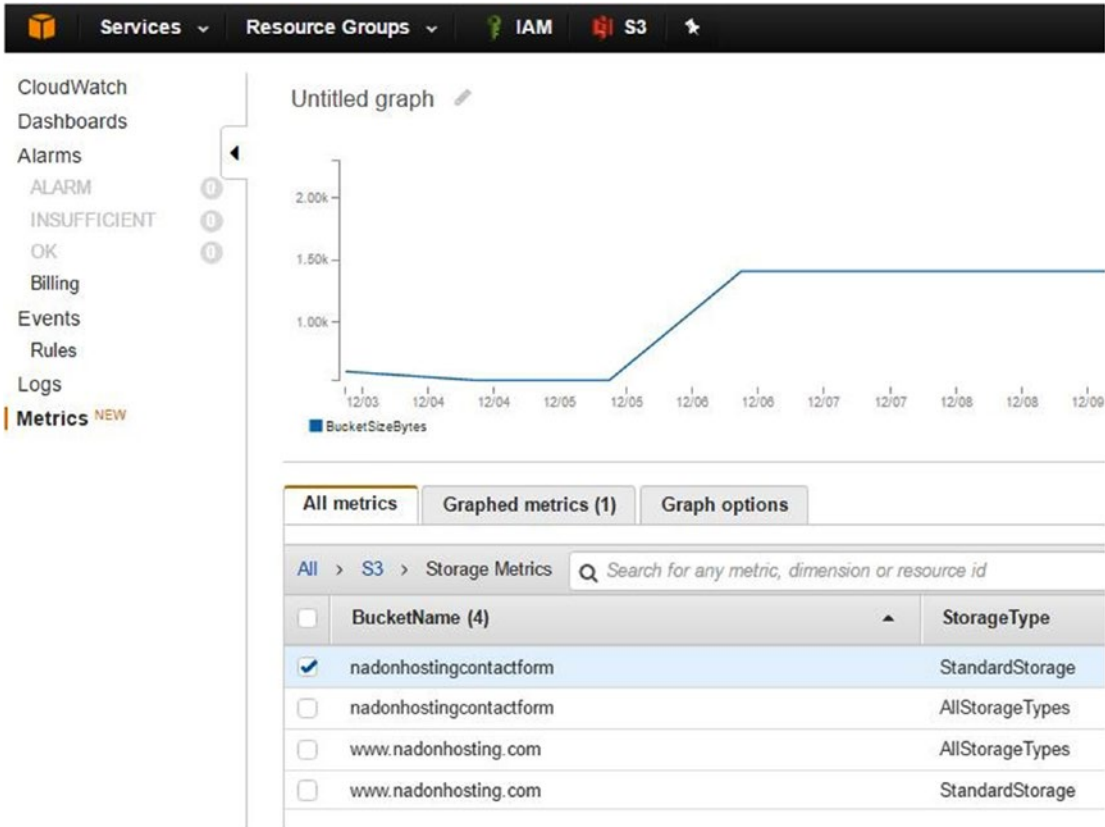 Services Resource Groups IAM S3
CloudWatch
Dashboards
Alarms
ALARM 0
INSUFFICIENT 0
OK 0
Billing
Events
Rules
Logs
Metrics NEW
Untitled graph
2.00k
1.50k
1.00k
12/03 12/04 12/04 12/05 12/05 12/06 12/06 12/07 12/07 12/08 12/08 12/09
BucketSizeBytes
All metrics Graphed metrics (1) Graph options
All > S3 > Storage Metrics Search for any metric, dimension or resource id
BucketName (4) StorageType
nadonhostingcontactform StandardStorage
nadonhostingcontactform AllStorageTypes
www.nadonhosting.com AllStorageTypes
www.nadonhosting.com StandardStorage